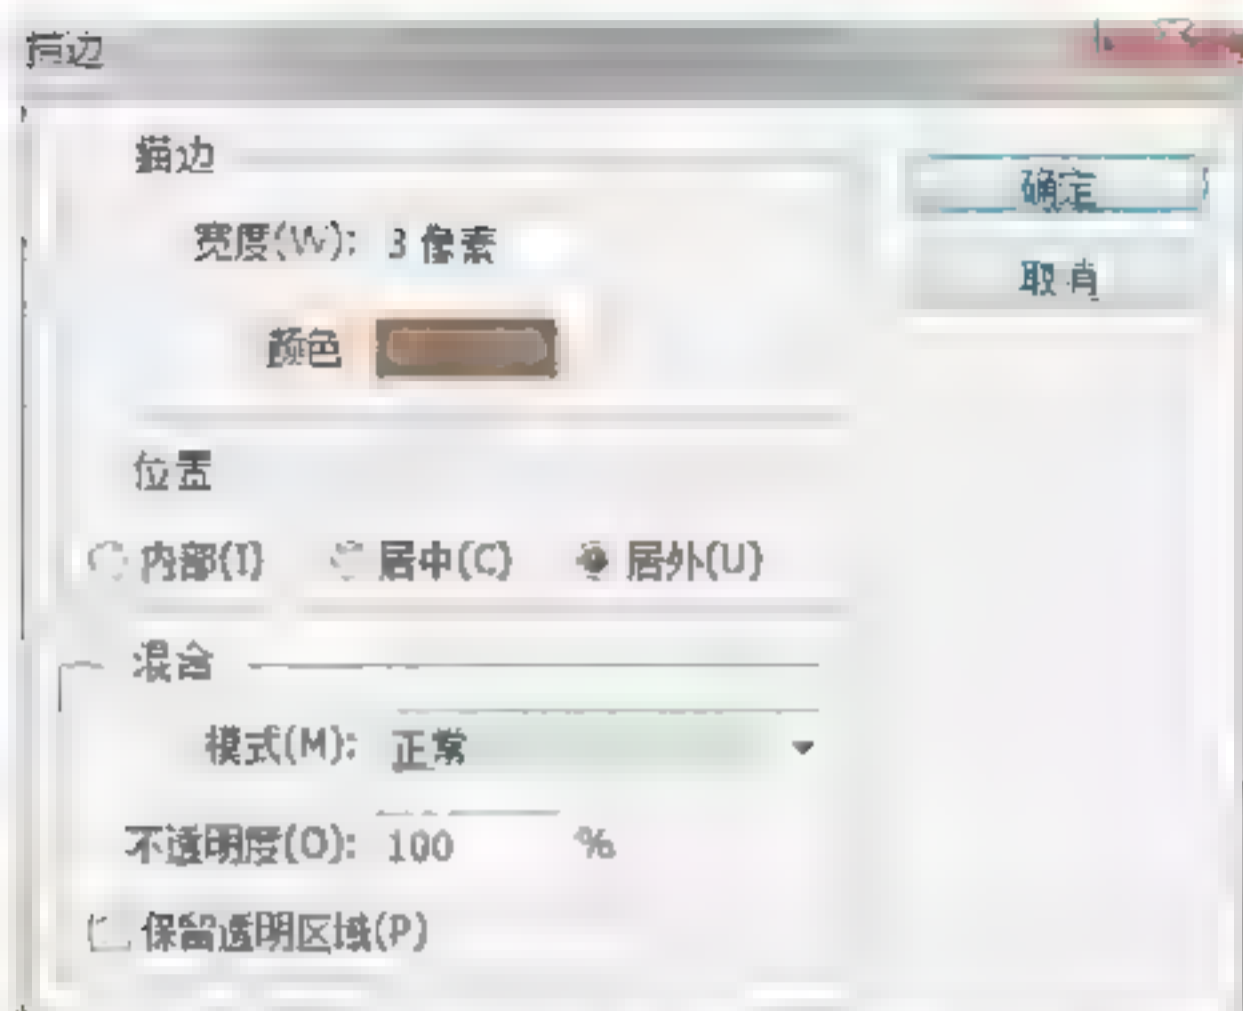 描边
描边
确定
宽度(W): 3 像素
取消
颜色
位置
内部(I) 居中(C) 居外(U)
混合
模式(M): 正常
不透明度(O): 100 %
保留透明区域(P)